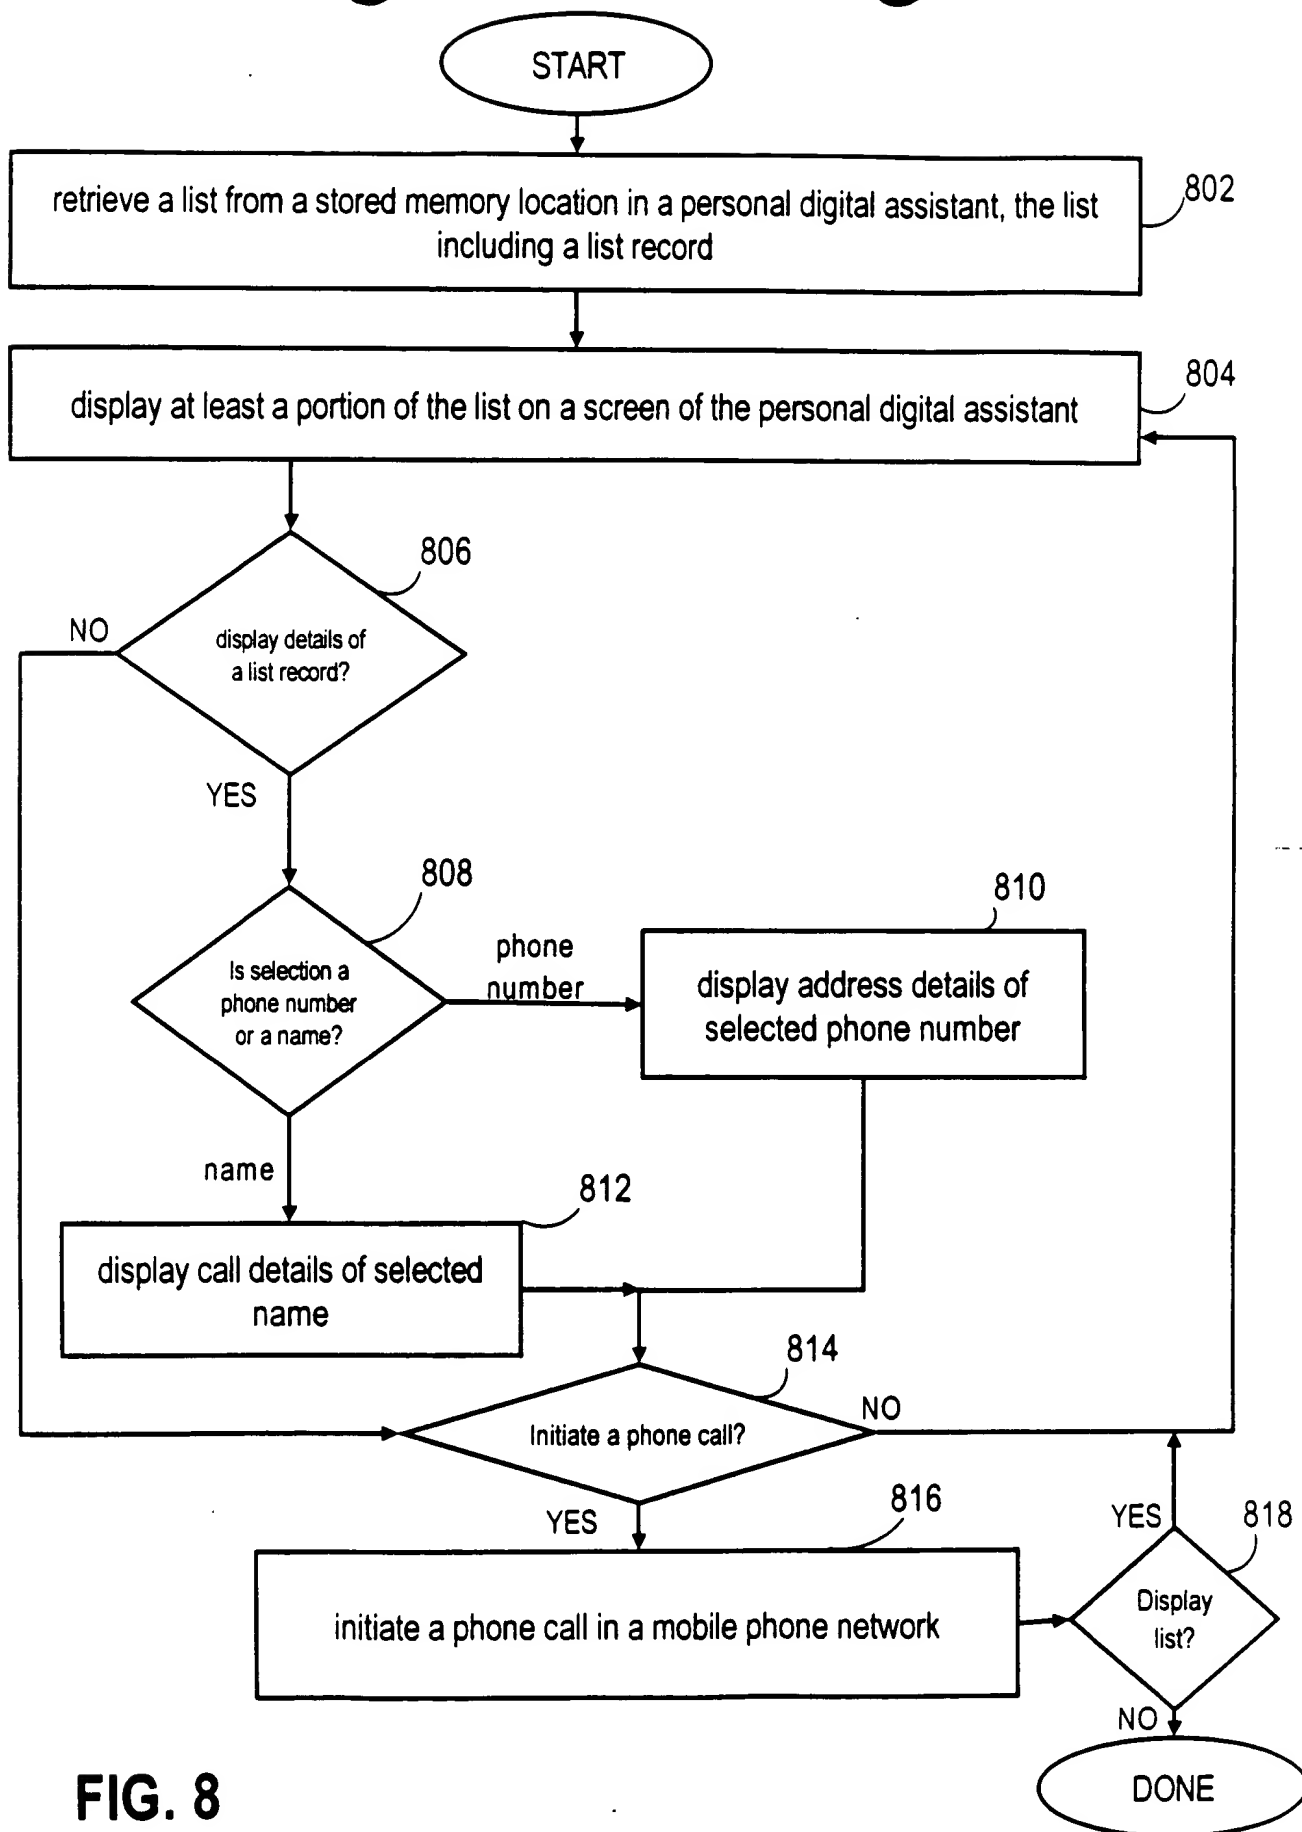 START
retrieve a list from a stored memory location in a personal digital assistant, the list
including a list record
802
display at least a portion of the list on a screen of the personal digital assistant
804
806
NO
display details of
a list record?
YES
808
Is selection a
phone number
or a name?
phone
number
810
display address details of
selected phone number
name
812
display call details of selected
name
814
Initiate a phone call?
NO
YES
816
initiate a phone call in a mobile phone network
YES
818
Display
list?
NO
DONE
FIG. 8